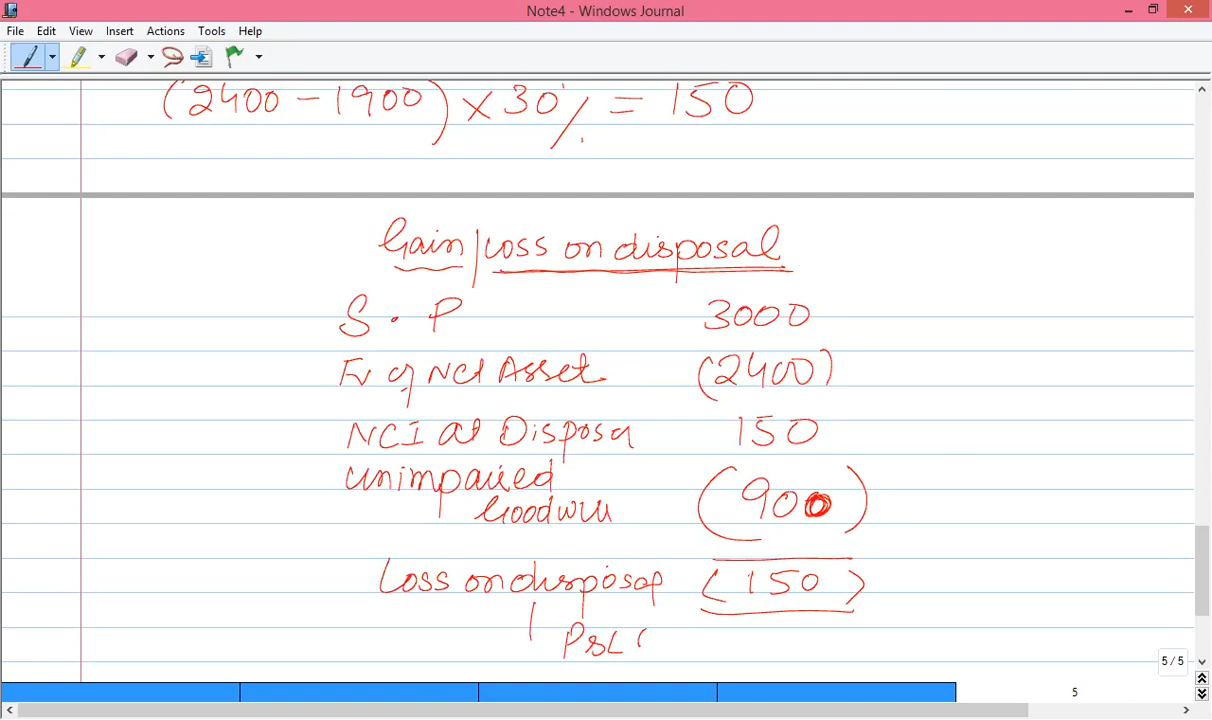 Note4 - Windows Journal
File Edit View Insert Actions Tools Help
(2400 - 1900) × 30% = 150
Gain/Loss on disposal
S. P 3000
Fv of Net Asset (2400)
NCI at Disposa 150
Unimpaired
Goodwill (900)
Loss on disposal (150)
P&L (
5 / 5
5